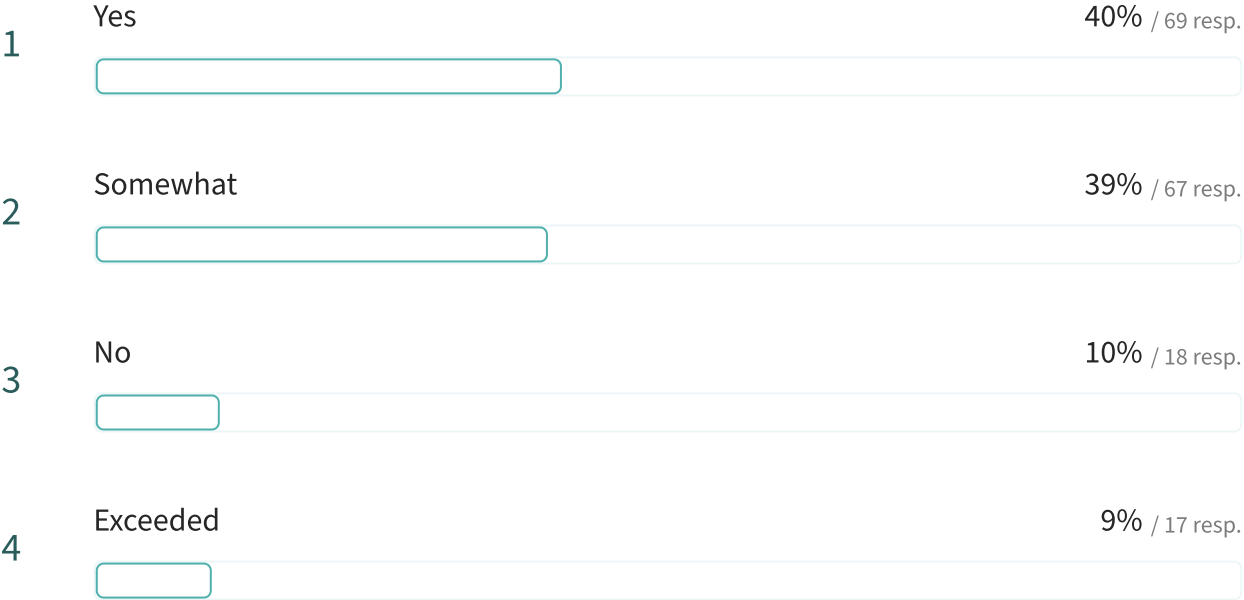 1 Yes 40% / 69 resp.
2 Somewhat 39% / 67 resp.
3 No 10% / 18 resp.
4 Exceeded 9% / 17 resp.